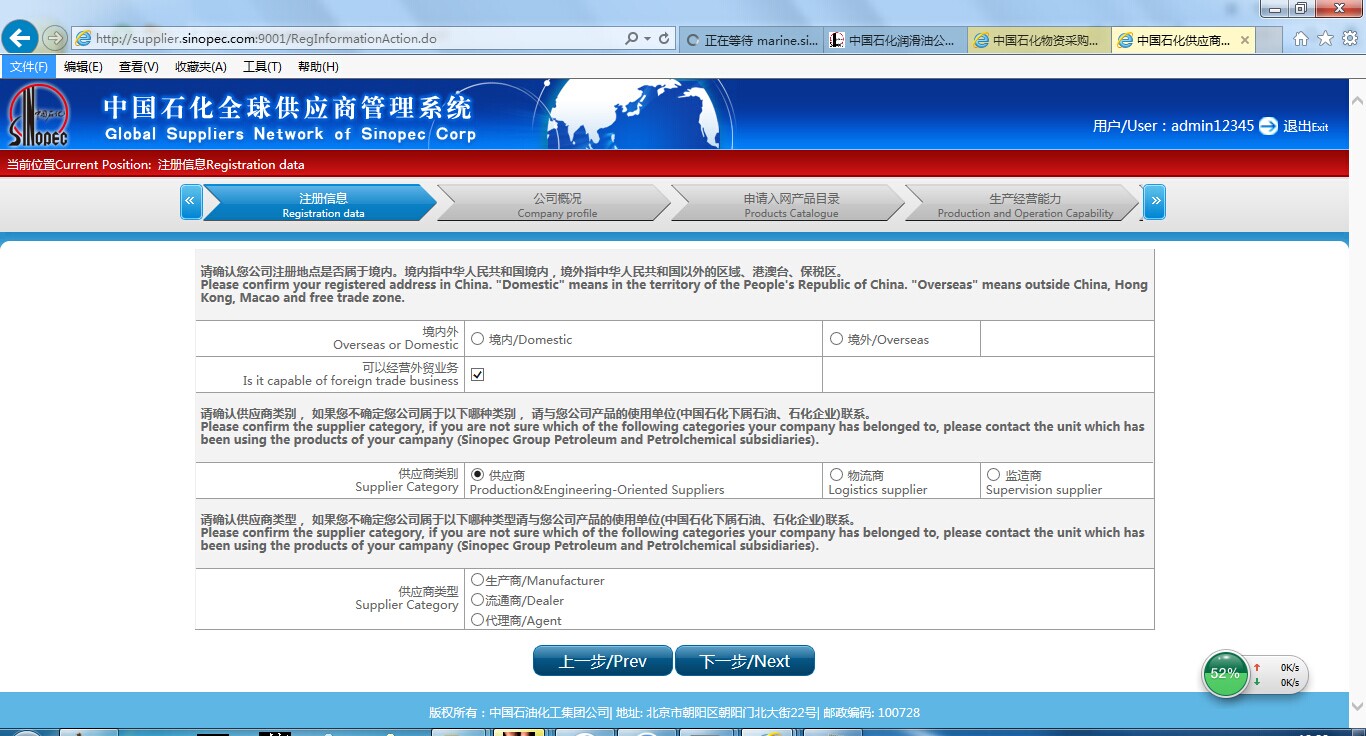 http://supplier.sinopec.com:9001/RegInformationAction.do
正在等待 marine.si...
中国石化润滑油公...
中国石化物资采购...
中国石化供应商...
文件(F) 编辑(E) 查看(V) 收藏夹(A) 工具(T) 帮助(H)
SINOPEC
中国石化全球供应商管理系统
Global Suppliers Network of Sinopec Corp
用户/User : admin12345 退出Exit
当前位置Current Position: 注册信息Registration data
« 注册信息 公司概况 申请入网产品目录 生产经营能力 »
Registration data Company profile Products Catalogue Production and Operation Capability
请确认您公司注册地点是否属于境内。境内指中华人民共和国境内，境外指中华人民共和国以外的区域、港澳台、保税区。
Please confirm your registered address in China. "Domestic" means in the territory of the People's Republic of China. "Overseas" means outside China, Hong
Kong, Macao and free trade zone.
境内外
Overseas or Domestic
境内/Domestic
境外/Overseas
可以经营外贸业务
Is it capable of foreign trade business
请确认供应商类别， 如果您不确定您公司属于以下哪种类别， 请与您公司产品的使用单位(中国石化下属石油、石化企业)联系。
Please confirm the supplier category, if you are not sure which of the following categories your company has belonged to, please contact the unit which has
been using the products of your campany (Sinopec Group Petroleum and Petrolchemical subsidiaries).
供应商类别
Supplier Category
供应商
Production&Engineering-Oriented Suppliers
物流商
Logistics supplier
监造商
Supervision supplier
请确认供应商类型， 如果您不确定您公司属于以下哪种类型请与您公司产品的使用单位(中国石化下属石油、石化企业)联系。
Please confirm the supplier category, if you are not sure which of the following categories your company has belonged to, please contact the unit which has
been using the products of your campany (Sinopec Group Petroleum and Petrolchemical subsidiaries).
供应商类型
Supplier Category
生产商/Manufacturer
流通商/Dealer
代理商/Agent
上一步/Prev 下一步/Next
52%
0K/s
0K/s
版权所有：中国石油化工集团公司| 地址: 北京市朝阳区朝阳门北大街22号| 邮政编码: 100728